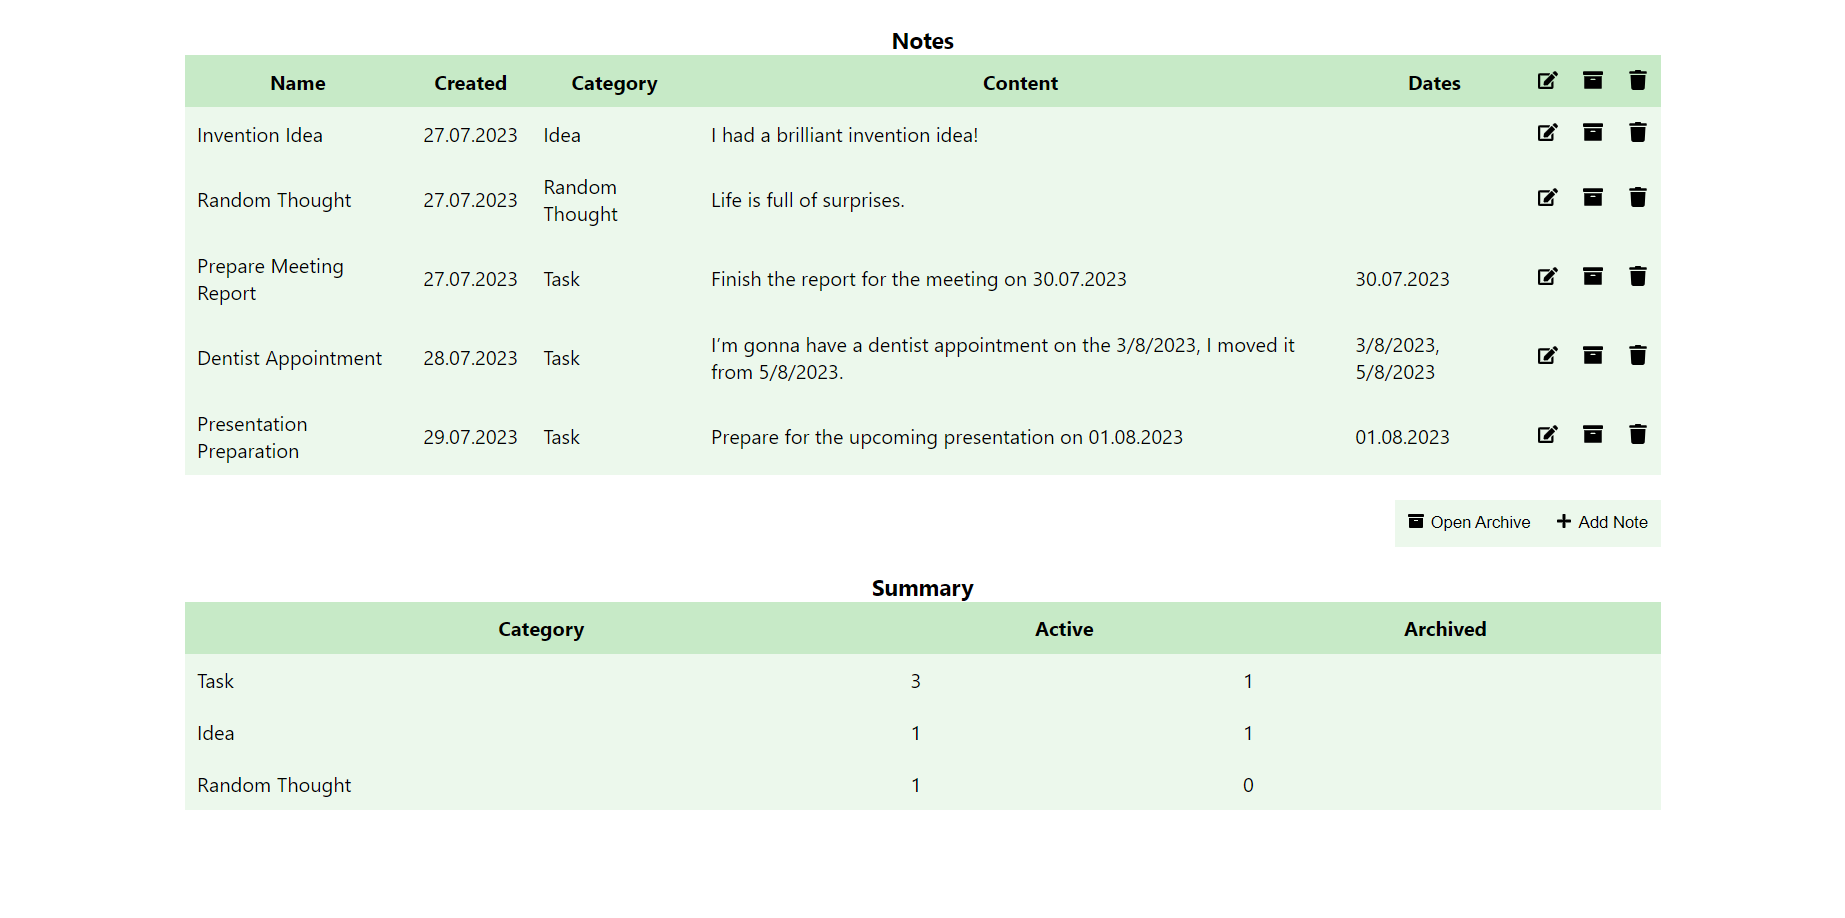 Notes
Name Created Category Content Dates
Invention Idea 27.07.2023 Idea I had a brilliant invention idea!
Random Thought 27.07.2023 Random Thought Life is full of surprises.
Prepare Meeting Report 27.07.2023 Task Finish the report for the meeting on 30.07.2023 30.07.2023
Dentist Appointment 28.07.2023 Task I’m gonna have a dentist appointment on the 3/8/2023, I moved it from 5/8/2023. 3/8/2023, 5/8/2023
Presentation Preparation 29.07.2023 Task Prepare for the upcoming presentation on 01.08.2023 01.08.2023
Open Archive Add Note
Summary
Category Active Archived
Task 3 1
Idea 1 1
Random Thought 1 0